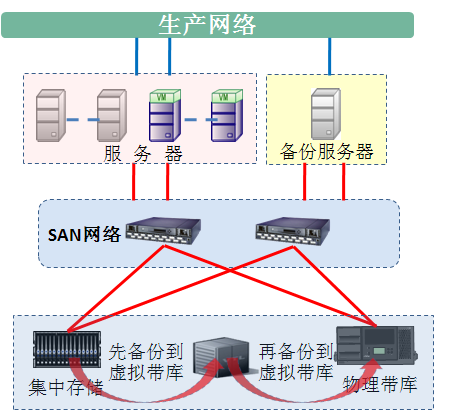 生产网络
VM
VM
服 务 器
备份服务器
SAN网络
先备份到
虚拟带库
再备份到
虚拟带库
集中存储
物理带库